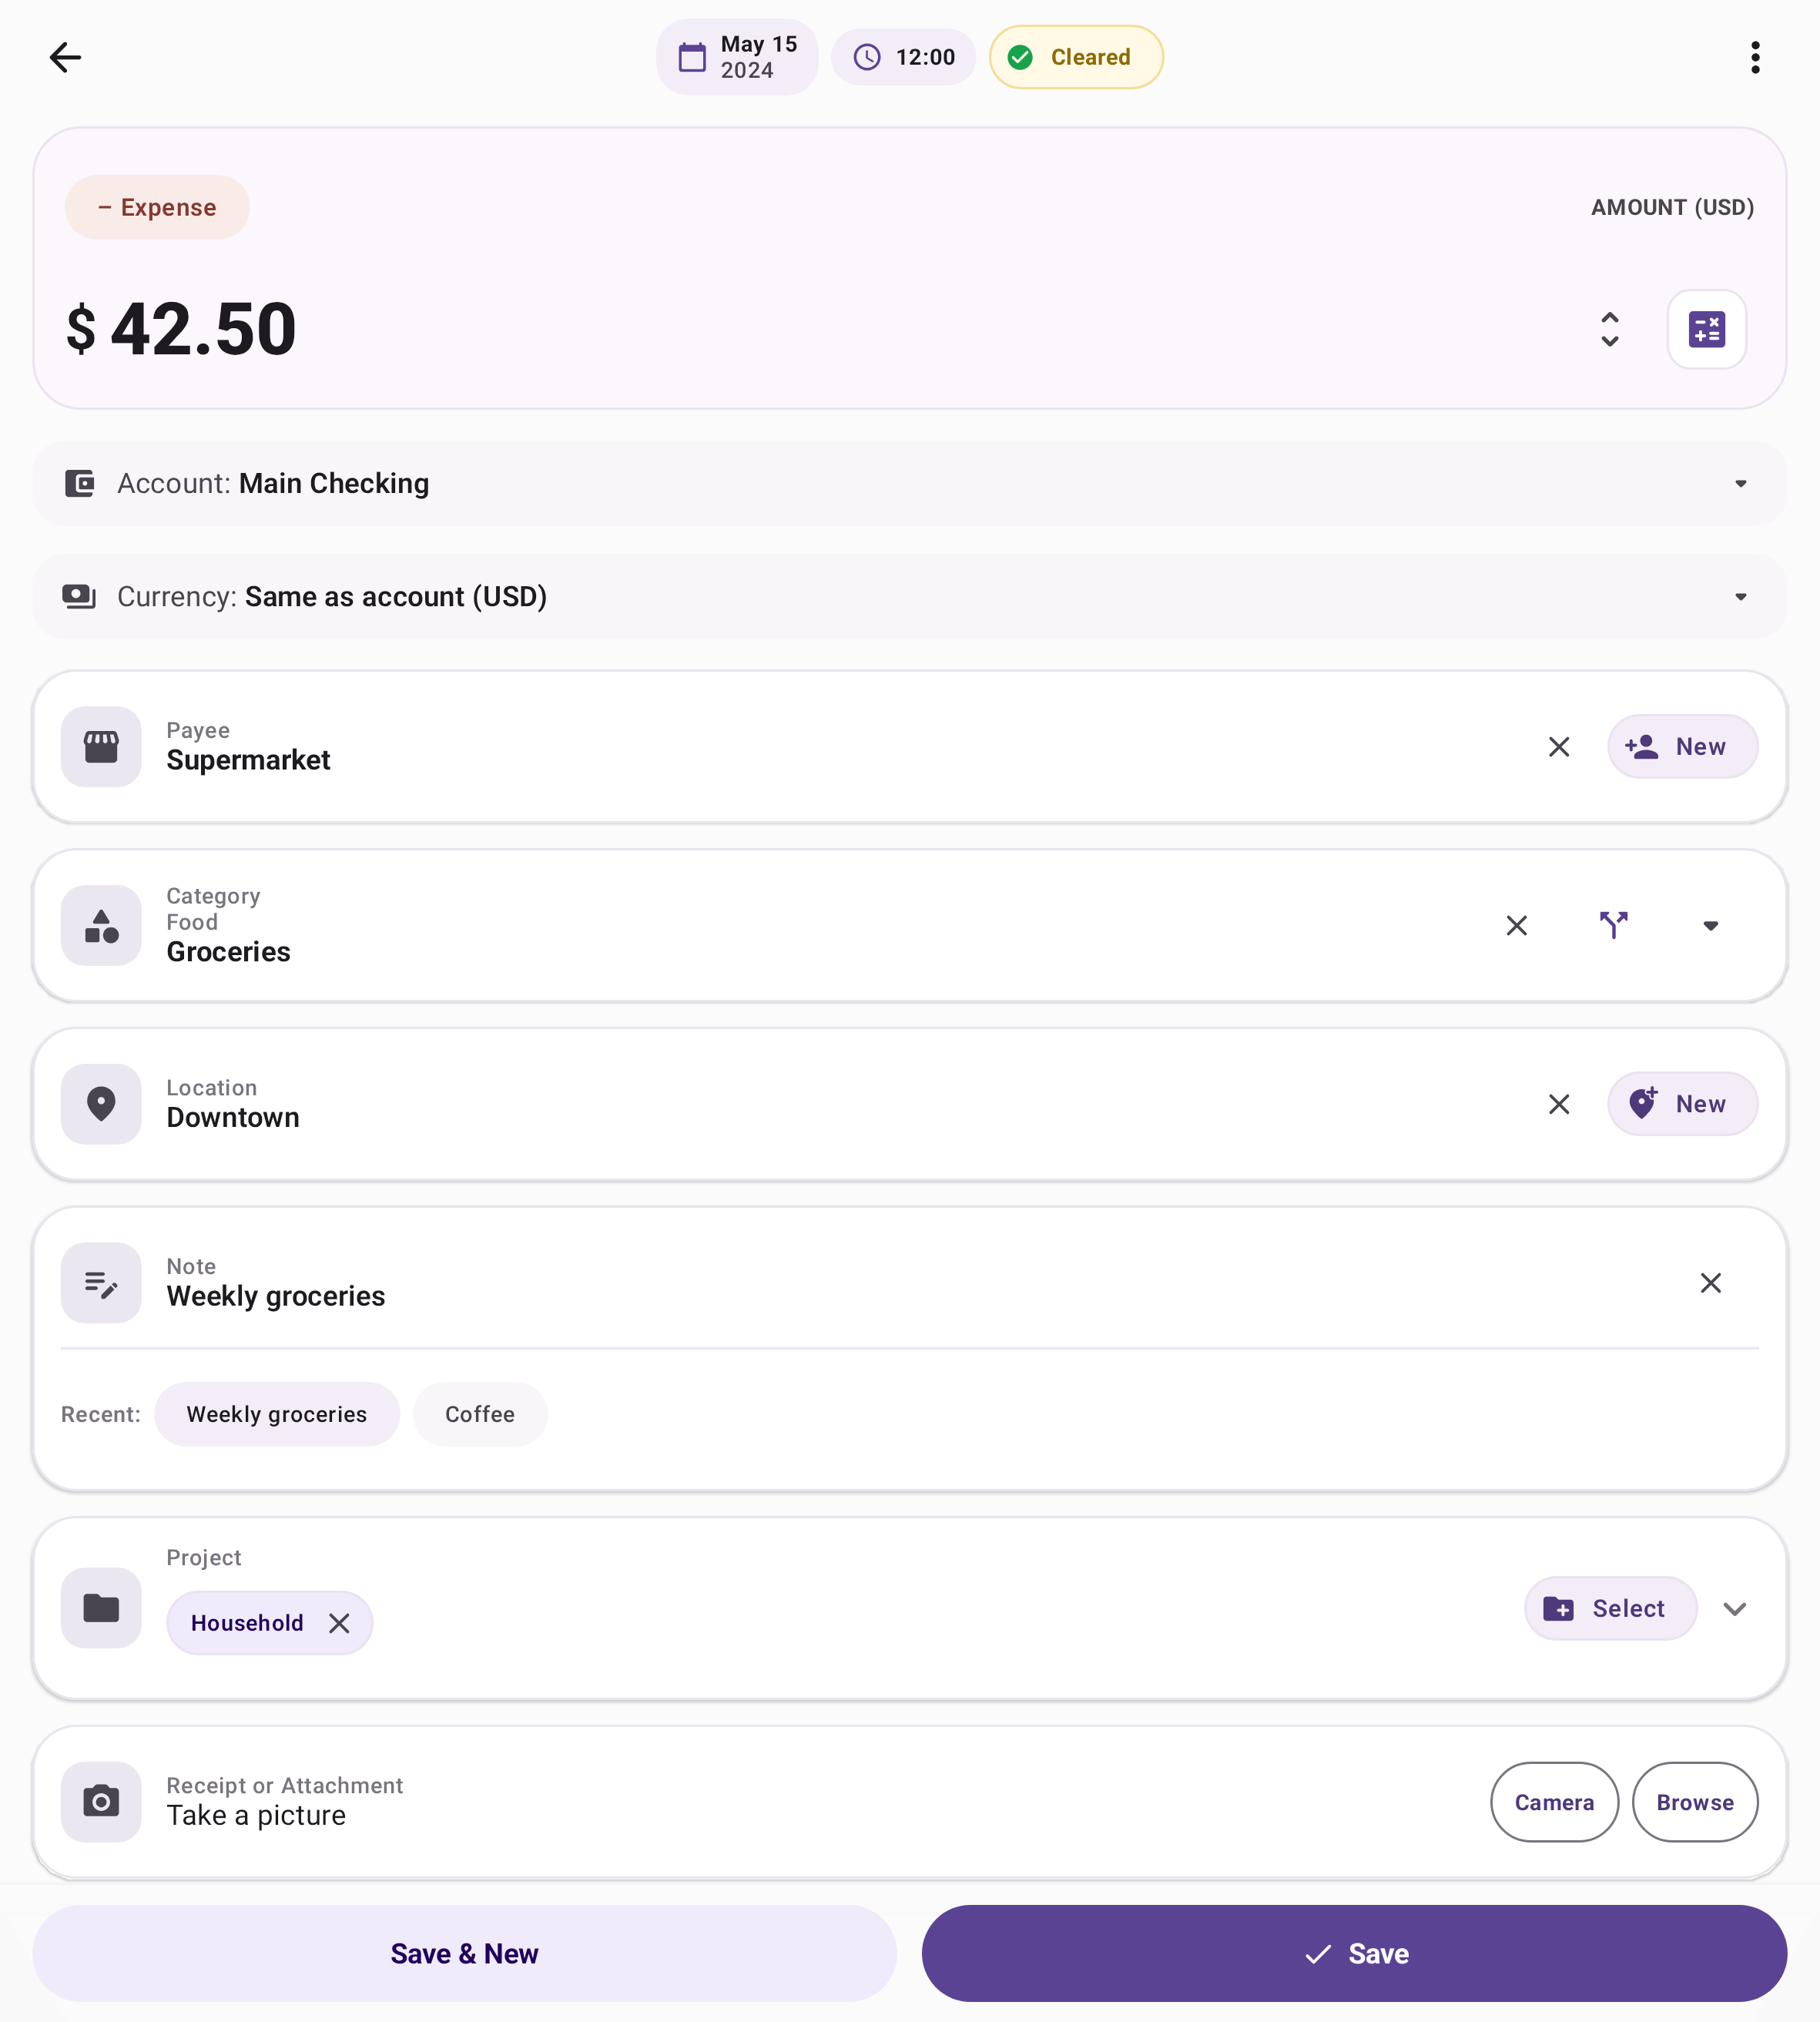 May 15
2024
12:00
Cleared
– Expense
AMOUNT (USD)
$ 42.50
Account: Main Checking
Currency: Same as account (USD)
Payee
Supermarket
New
Category
Food
Groceries
Location
Downtown
New
Note
Weekly groceries
Recent:
Weekly groceries
Coffee
Project
Household
Select
Receipt or Attachment
Take a picture
Camera
Browse
Save & New
Save